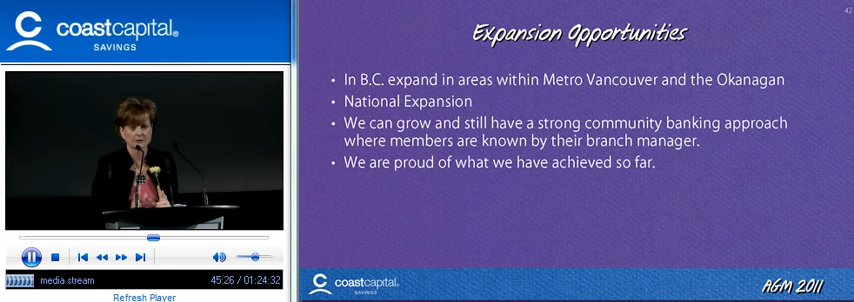 coastcapital®
SAVINGS
45:26 / 01:24:32
media stream
Refresh Player
42
Expansion Opportunities
• In B.C. expand in areas within Metro Vancouver and the Okanagan
• National Expansion
• We can grow and still have a strong community banking approach
where members are known by their branch manager.
• We are proud of what we have achieved so far.
coastcapital®
SAVINGS
AGM 2011